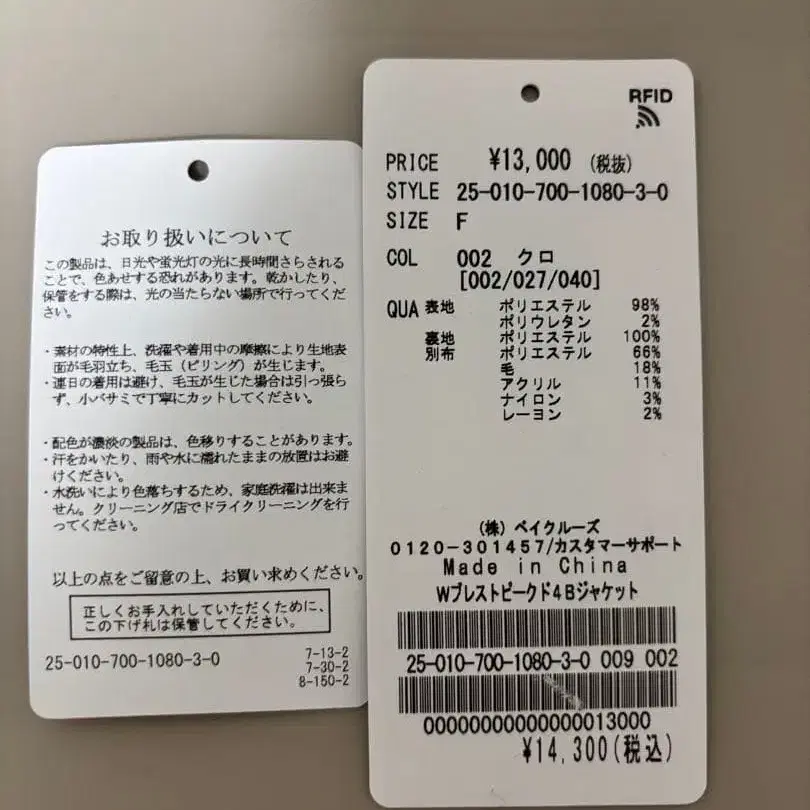 お取り扱いについて
この製品は、日光や蛍光灯の光に長時間さらされる
ことで、色あせする恐れがあります。乾かしたり、
保管をする際は、光の当たらない場所で行ってくだ
さい。
・素材の特性上、洗濯や着用中の摩擦により生地表
面が毛羽立ち、毛玉（ピリング）が生じます。
・連日の着用は避け、毛玉が生じた場合は引っ張ら
ず、小バサミで丁寧にカットしてください。
・配色が濃淡の製品は、色移りすることがあります。
・汗をかいたり、雨や水に濡れたままの放置はお避
けください。
・水洗いにより色落ちするため、家庭洗濯は出来ま
せん。クリーニング店でドライクリーニングを行
ってください。
以上の点をご留意の上、お買い求めください。
正しくお手入れしていただくために、
この下げ札は保管してください。
25-010-700-1080-3-0
7-13-2
7-30-2
8-150-2
RFID
PRICE ¥13,000 (税抜)
STYLE 25-010-700-1080-3-0
SIZE F
COL 002 クロ
[002/027/040]
QUA 表地 ポリエステル 98%
ポリウレタン 2%
裏地 ポリエステル 100%
別布 ポリエステル 66%
毛 18%
アクリル 11%
ナイロン 3%
レーヨン 2%
(株) ベイクルーズ
0120-301457/カスタマーサポート
Made in China
Wブレストピークド4Bジャケット
25-010-700-1080-3-0 009 002
00000000000000013000
¥14,300(税込)